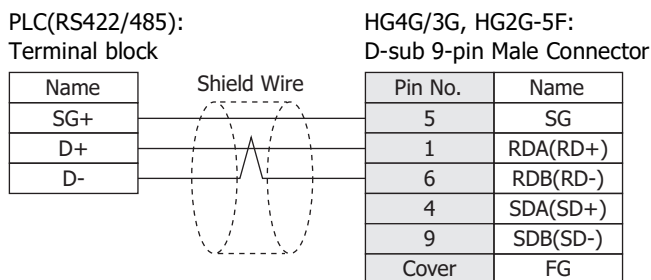 PLC(RS422/485):
Terminal block
HG4G/3G, HG2G-5F:
D-sub 9-pin Male Connector
Name
Shield Wire
Pin No.
Name
SG+
5
SG
D+
1
RDA(RD+)
D-
6
RDB(RD-)
4
SDA(SD+)
9
SDB(SD-)
Cover
FG